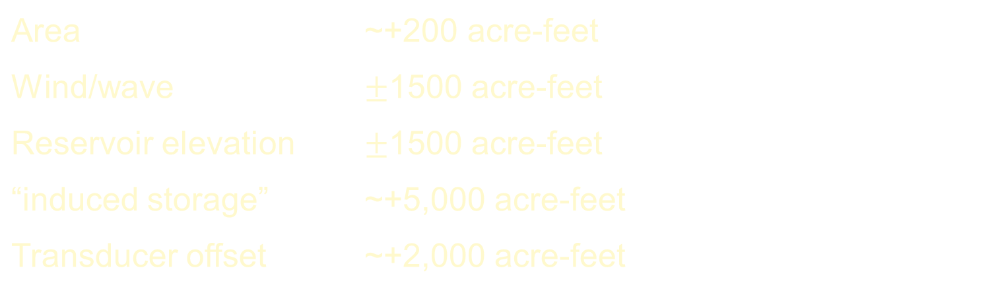 Area ~+200 acre-feet
Wind/wave ±1500 acre-feet
Reservoir elevation ±1500 acre-feet
“induced storage” ~+5,000 acre-feet
Transducer offset ~+2,000 acre-feet